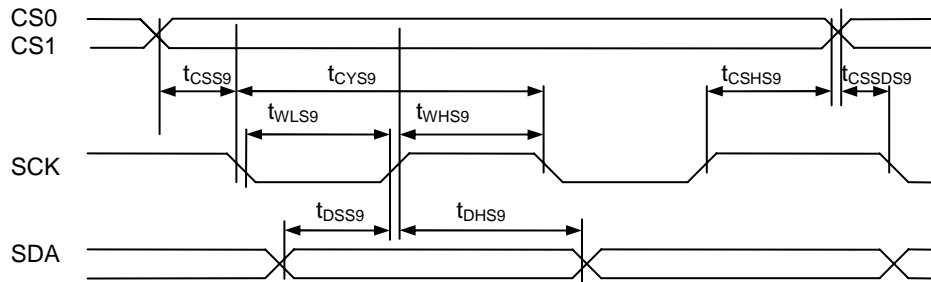 CS0
CS1
tCSS9
tCYS9
tCSHS9
tCSSDS9
tWLS9
tWHS9
SCK
tDSS9
tDHS9
SDA